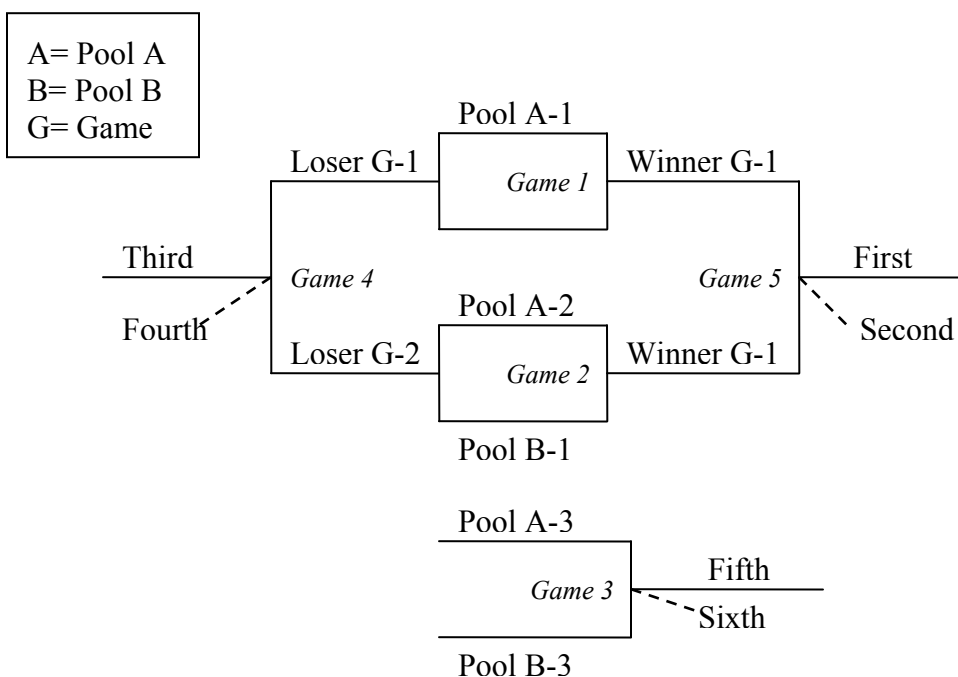 A= Pool A
B= Pool B
G= Game
Pool A-1
Loser G-1
Game 1
Winner G-1
Third
Game 4
Game 5
First
Fourth
Pool A-2
Second
Loser G-2
Game 2
Winner G-1
Pool B-1
Pool A-3
Game 3
Fifth
Sixth
Pool B-3